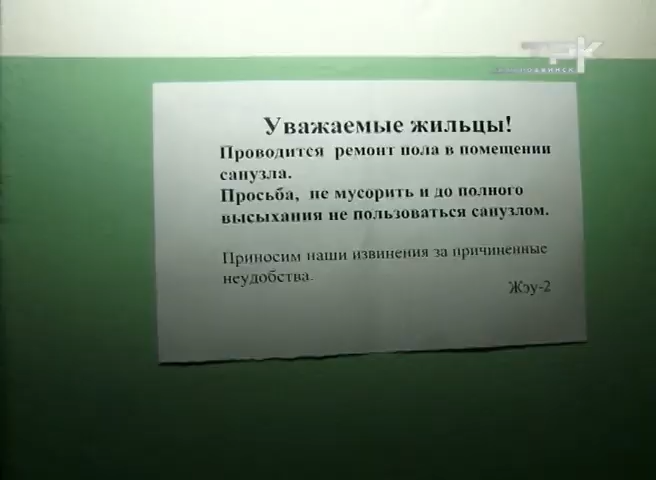 ТРК
Уважаемые жильцы!
Проводится ремонт пола в помещении
санузла.
Просьба, не мусорить и до полного
высыхания не пользоваться санузлом.
Приносим наши извинения за причиненные
неудобства.
Жэу-2